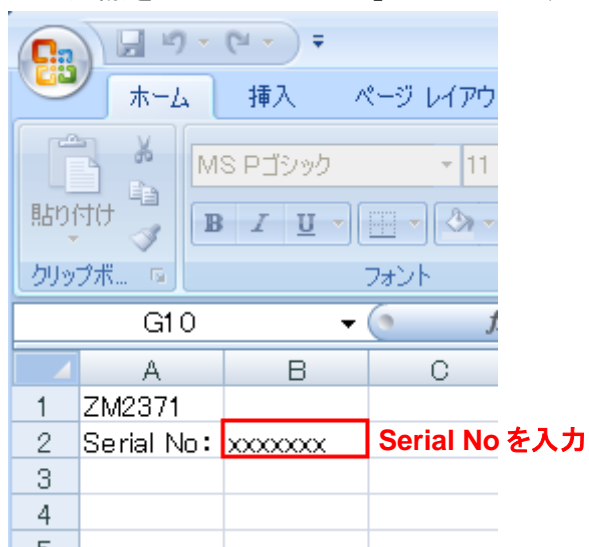 ホーム 挿入 ページ レイアウ
MS Pゴシック 11
貼り付け
B I U
クリップボ... フォント
G10
A B C
1 ZM2371
2 Serial No: xxxxxxx Serial Noを入力
3
4